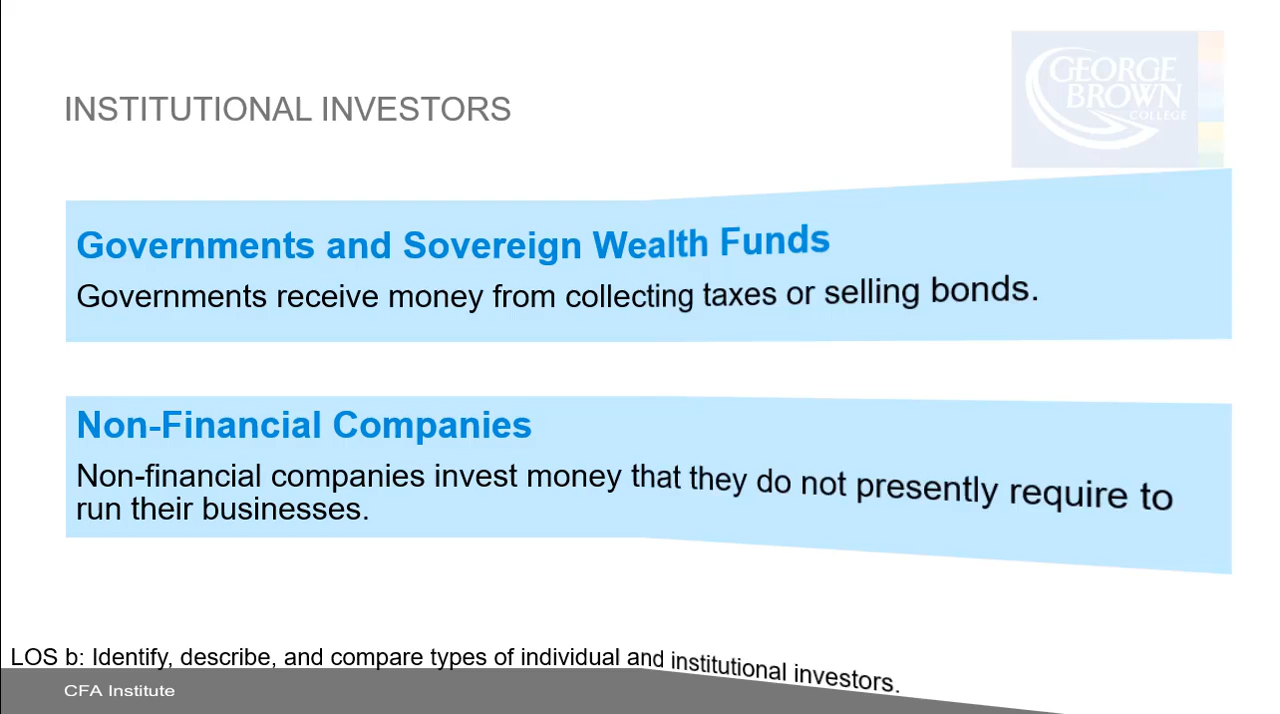 GEORGE
BROWN
COLLEGE
INSTITUTIONAL INVESTORS
Governments and Sovereign Wealth Funds
Governments receive money from collecting taxes or selling bonds.
Non-Financial Companies
Non-financial companies invest money that they do not presently require to
run their businesses.
LOS b: Identify, describe, and compare types of individual and institutional investors.
CFA Institute